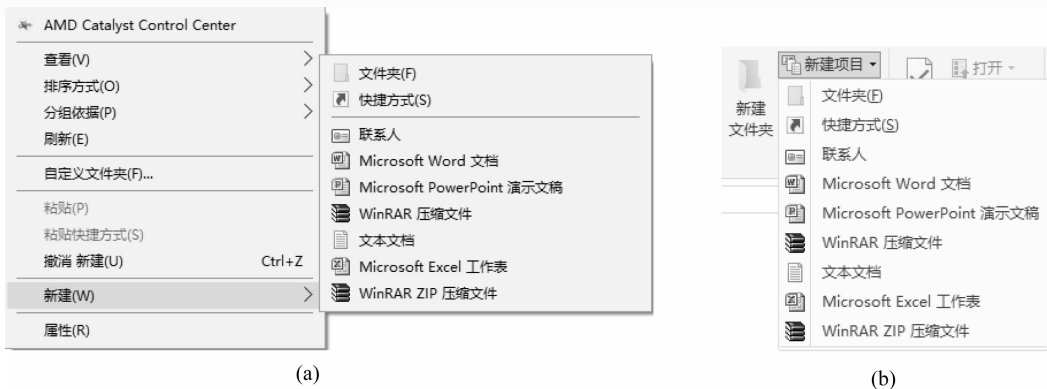 AMD Catalyst Control Center
查看(V)
排序方式(O)
分组依据(P)
刷新(E)
自定义文件夹(F)...
粘贴(P)
粘贴快捷方式(S)
撤消 新建(U) Ctrl+Z
新建(W)
属性(R)
文件夹(F)
快捷方式(S)
联系人
Microsoft Word 文档
Microsoft PowerPoint 演示文稿
WinRAR 压缩文件
文本文档
Microsoft Excel 工作表
WinRAR ZIP 压缩文件
(a)
新建
文件夹
新建项目
打开
文件夹(F)
快捷方式(S)
联系人
Microsoft Word 文档
Microsoft PowerPoint 演示文稿
WinRAR 压缩文件
文本文档
Microsoft Excel 工作表
WinRAR ZIP 压缩文件
(b)